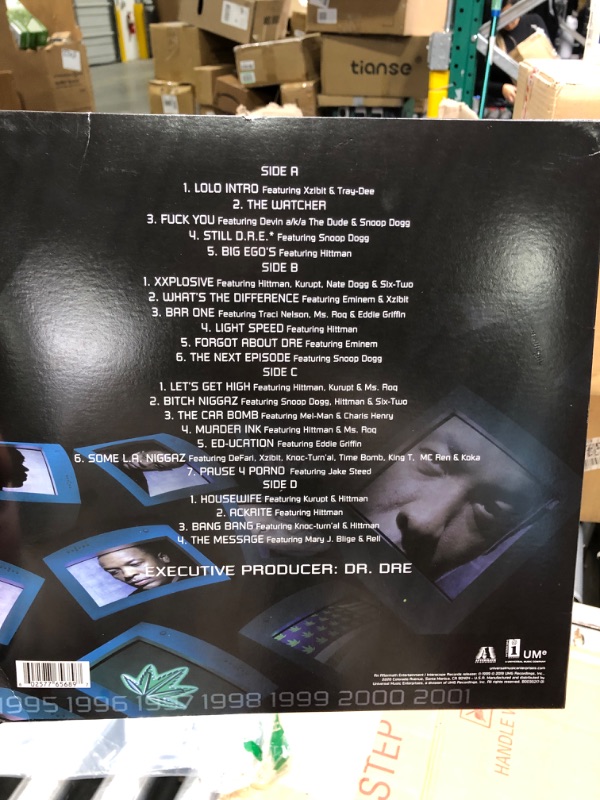 tianse
SIDE A
1. LOLO INTRO Featuring Xzibit & Tray-Dee
2. THE WATCHER
3. FUCK YOU Featuring Devin a/k/a The Dude & Snoop Dogg
4. STILL D.R.E.* Featuring Snoop Dogg
5. BIG EGO'S Featuring Hittman
SIDE B
1. XXPLOSIVE Featuring Hittman, Kurupt, Nate Dogg & Six-Two
2. WHAT'S THE DIFFERENCE Featuring Eminem & Xzibit
3. BAR ONE Featuring Traci Nelson, Ms. Roq & Eddie Griffin
4. LIGHT SPEED Featuring Hittman
5. FORGOT ABOUT DRE Featuring Eminem
6. THE NEXT EPISODE Featuring Snoop Dogg
SIDE C
1. LET'S GET HIGH Featuring Hittman, Kurupt & Ms. Roq
2. BITCH NIGGAZ Featuring Snoop Dogg, Hittman & Six-Two
3. THE CAR BOMB Featuring Mel-Man & Charis Henry
4. MURDER INK Featuring Hittman & Ms. Roq
5. ED-UCATION Featuring Eddie Griffin
6. SOME L.A. NIGGAZ Featuring DeFari, Xzibit, Knoc-Turn'al, Time Bomb, King T, MC Ren & Koka
7. PAUSE 4 PORNO Featuring Jake Steed
SIDE D
1. HOUSEWIFE Featuring Kurupt & Hittman
2. ACKRITE Featuring Hittman
3. BANG BANG Featuring Knoc-turn'al & Hittman
4. THE MESSAGE Featuring Mary J. Blige & Rell
EXECUTIVE PRODUCER: DR. DRE
UMe
1995 1996 1997 1998 1999 2000 2001
STEP
HANDLE